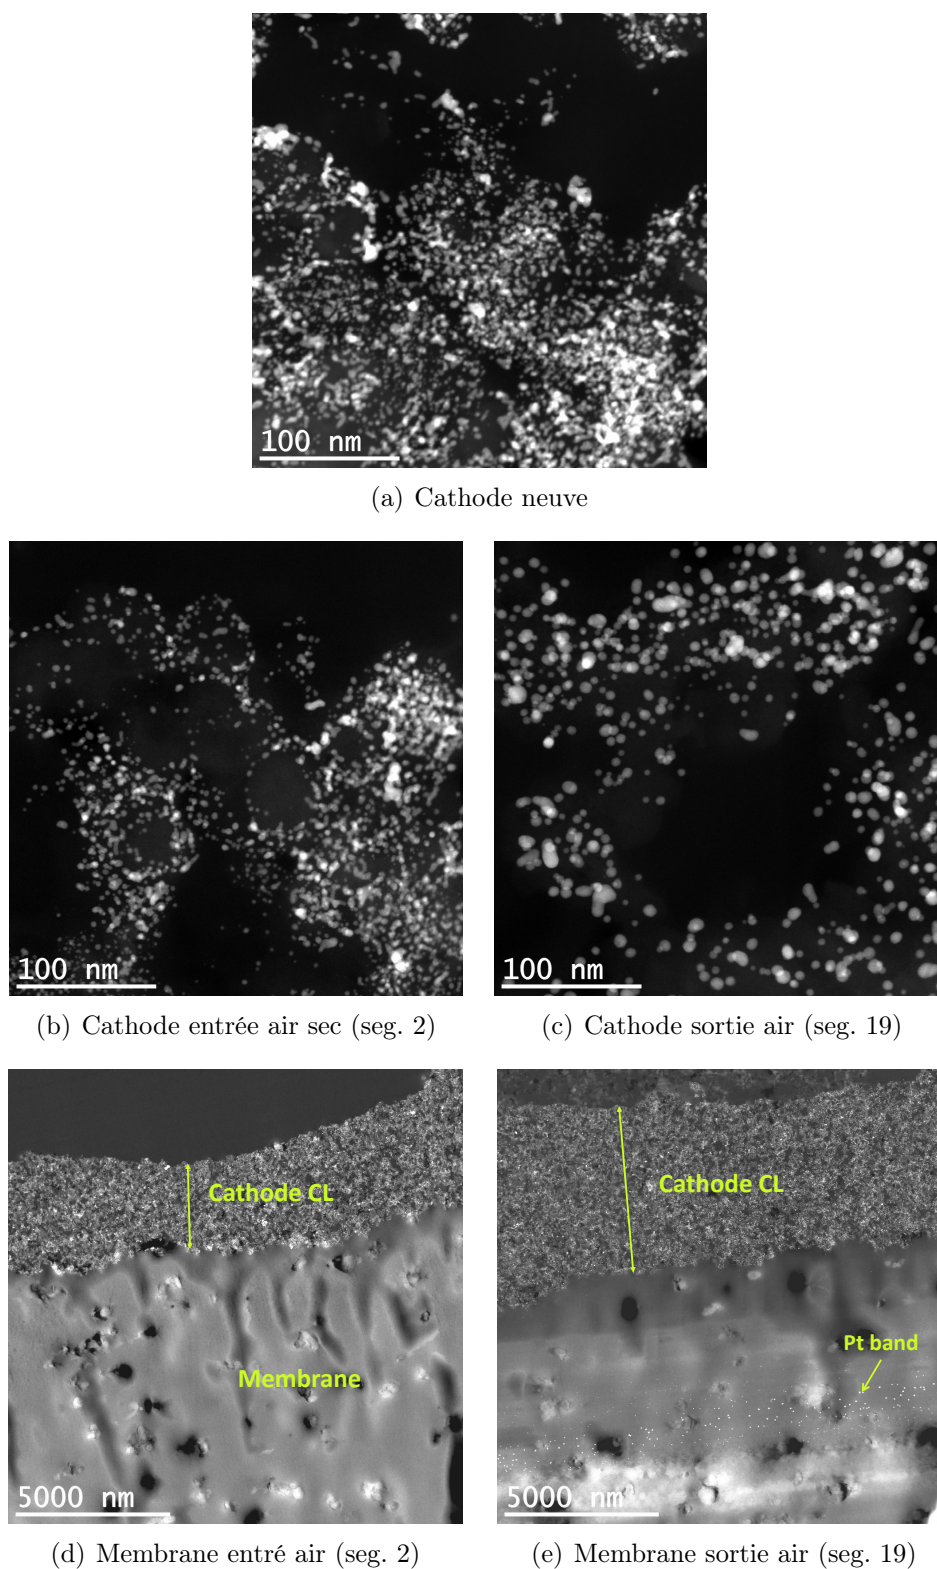 100 nm
(a) Cathode neuve
100 nm
100 nm
(b) Cathode entrée air sec (seg. 2)
(c) Cathode sortie air (seg. 19)
Cathode CL
Membrane
5000 nm
Cathode CL
Pt band
5000 nm
(d) Membrane entré air (seg. 2)
(e) Membrane sortie air (seg. 19)